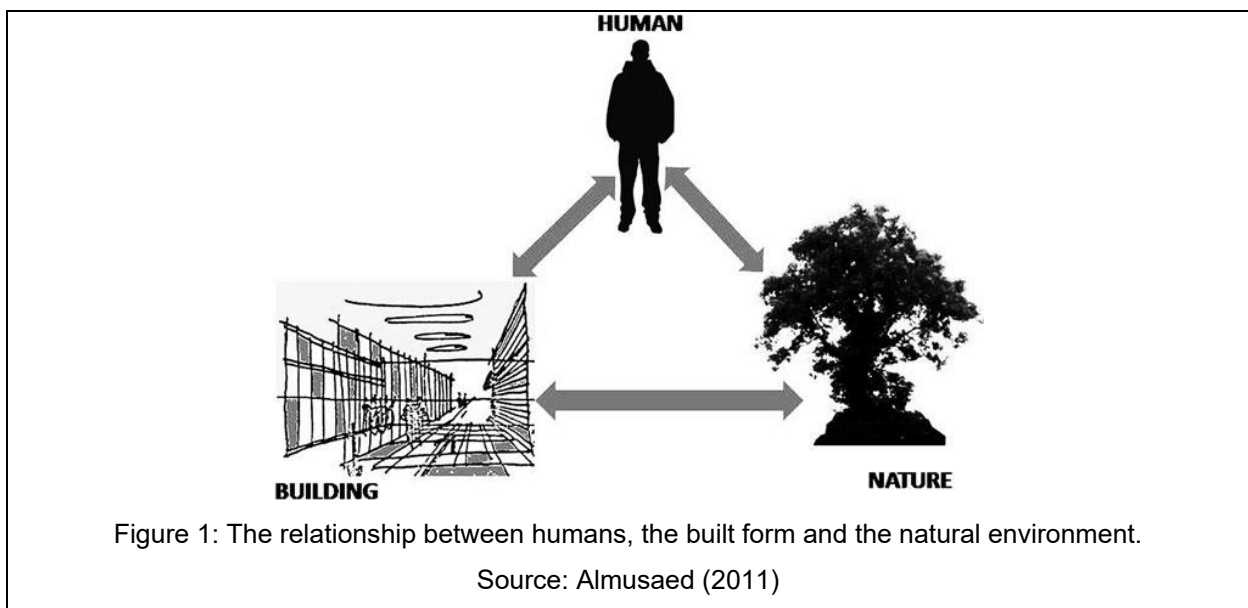 HUMAN
BUILDING
NATURE
Figure 1: The relationship between humans, the built form and the natural environment.
Source: Almusaed (2011)